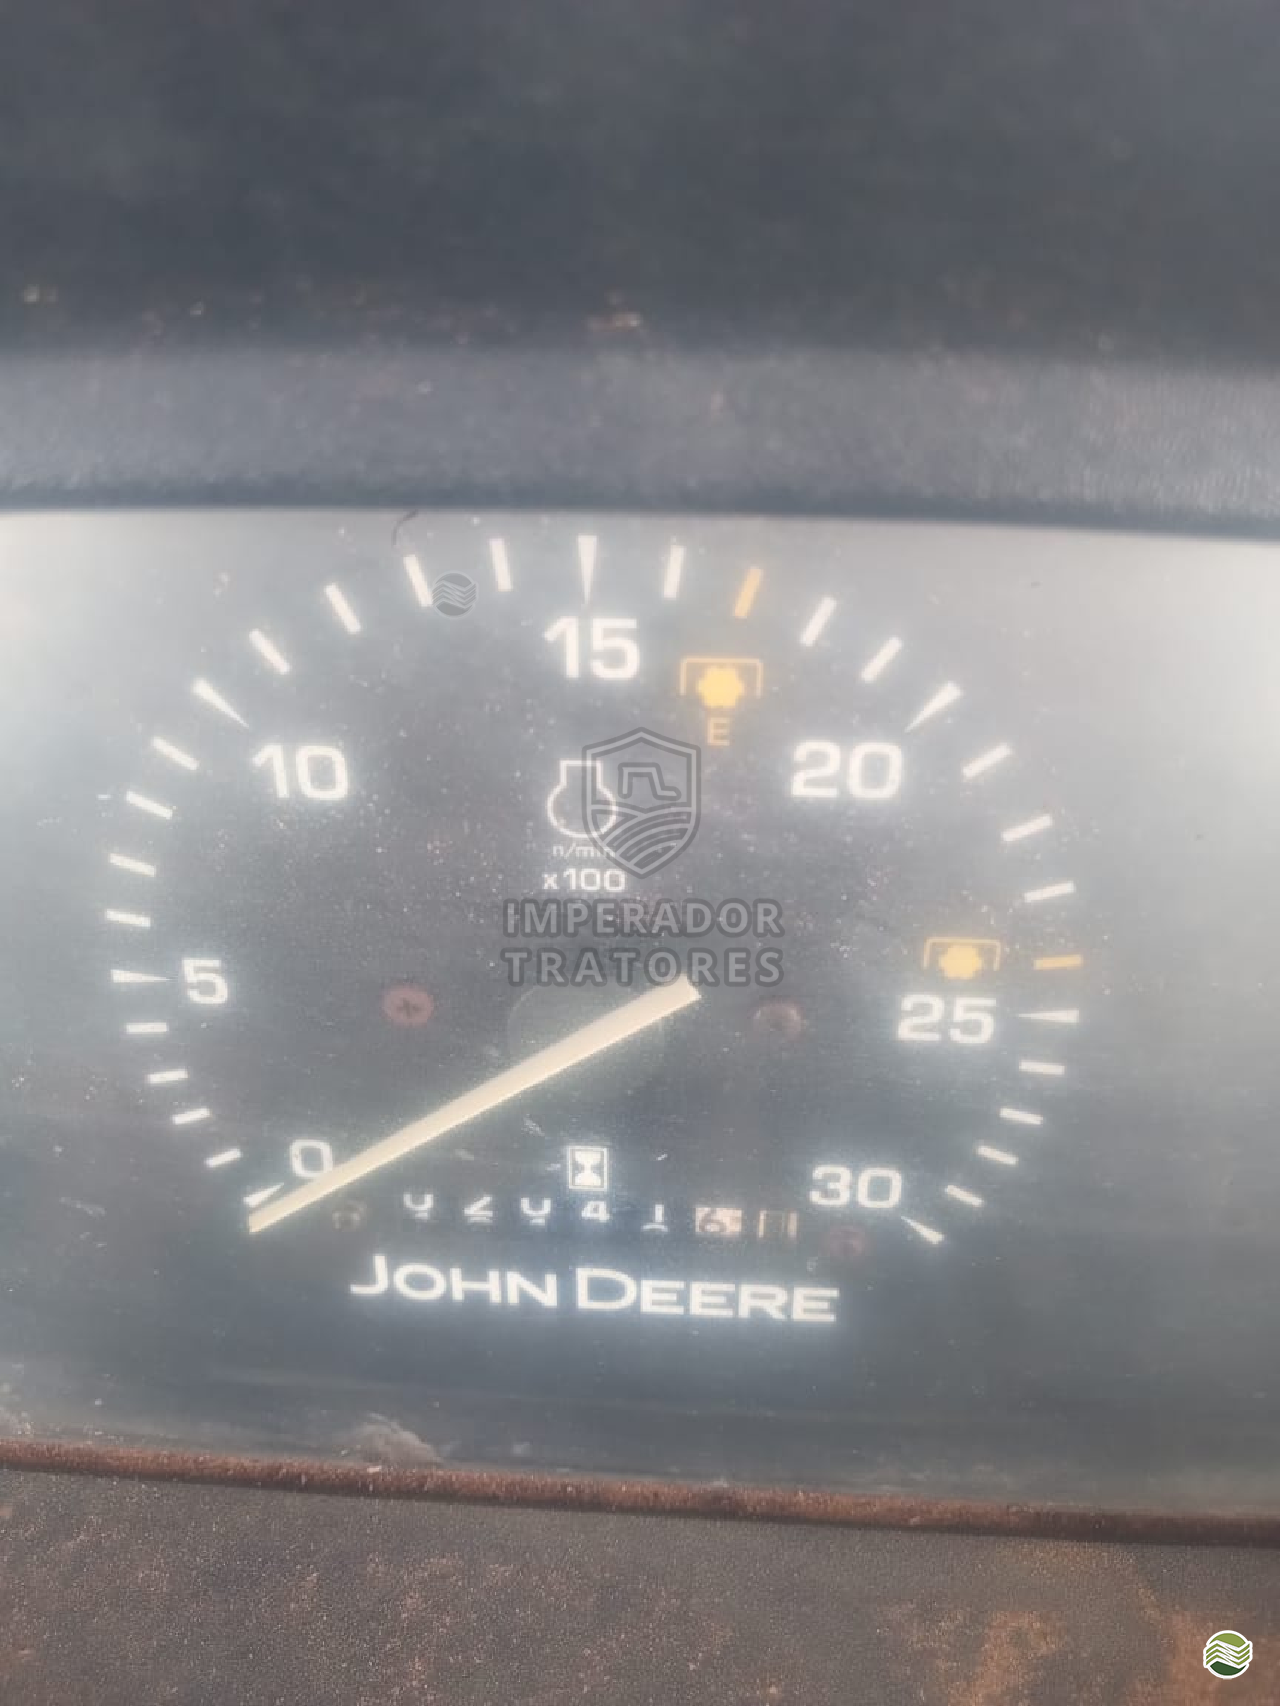 15
E
10
20
n/min
x100
IMPERADOR
TRATORES
5
25
0
30
JOHN DEERE